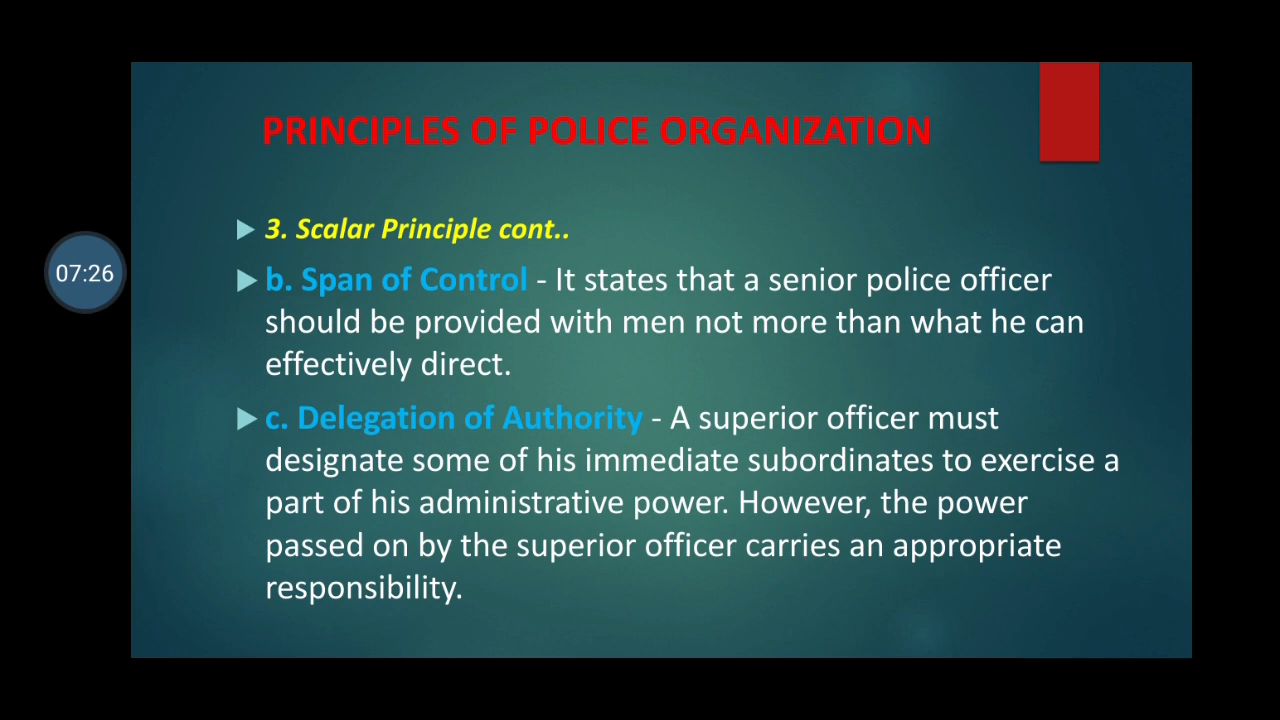 PRINCIPLES OF POLICE ORGANIZATION
3. Scalar Principle cont..
07:26
b. Span of Control - It states that a senior police officer
should be provided with men not more than what he can
effectively direct.
c. Delegation of Authority - A superior officer must
designate some of his immediate subordinates to exercise a
part of his administrative power. However, the power
passed on by the superior officer carries an appropriate
responsibility.